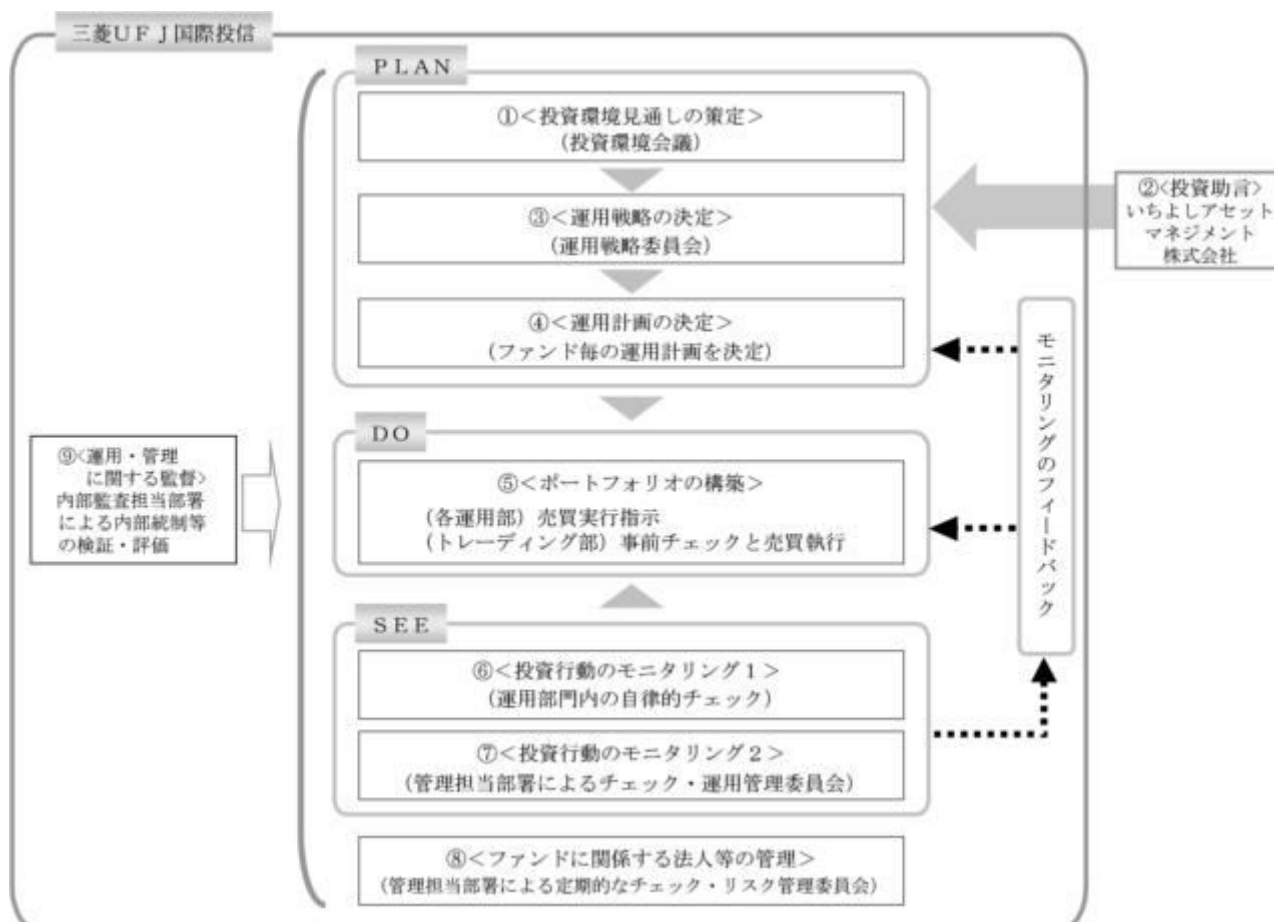 三菱UFJ国際投信
PLAN
①<投資環境見通しの策定>
(投資環境会議)
②<投資助言>
いちよしアセット
マネジメント
株式会社
③<運用戦略の決定>
(運用戦略委員会)
④<運用計画の決定>
(ファンド毎の運用計画を決定)
モニタリングのフィードバック
DO
⑤<ポートフォリオの構築>
(各運用部)売買実行指示
(トレーディング部)事前チェックと売買執行
⑨<運用・管理
に関する監督>
内部監査担当部署
による内部統制等
の検証・評価
SEE
⑥<投資行動のモニタリング1>
(運用部門内の自律的チェック)
⑦<投資行動のモニタリング2>
(管理担当部署によるチェック・運用管理委員会)
⑧<ファンドに関係する法人等の管理>
(管理担当部署による定期的なチェック・リスク管理委員会)